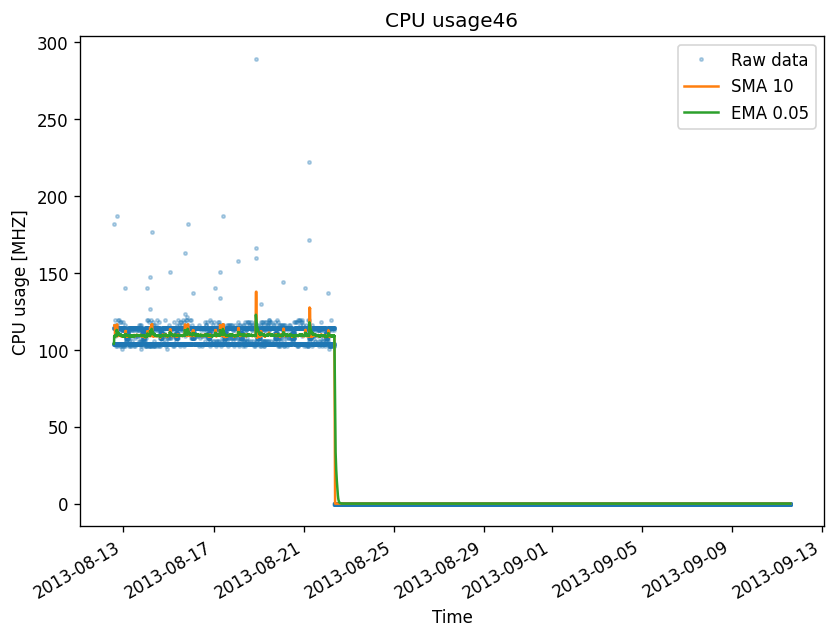 CPU usage46
Raw data
SMA 10
EMA 0.05
CPU usage [MHZ]
300
250
200
150
100
50
0
2013-08-13
2013-08-17
2013-08-21
2013-08-25
2013-08-29
2013-09-01
2013-09-05
2013-09-09
2013-09-13
Time